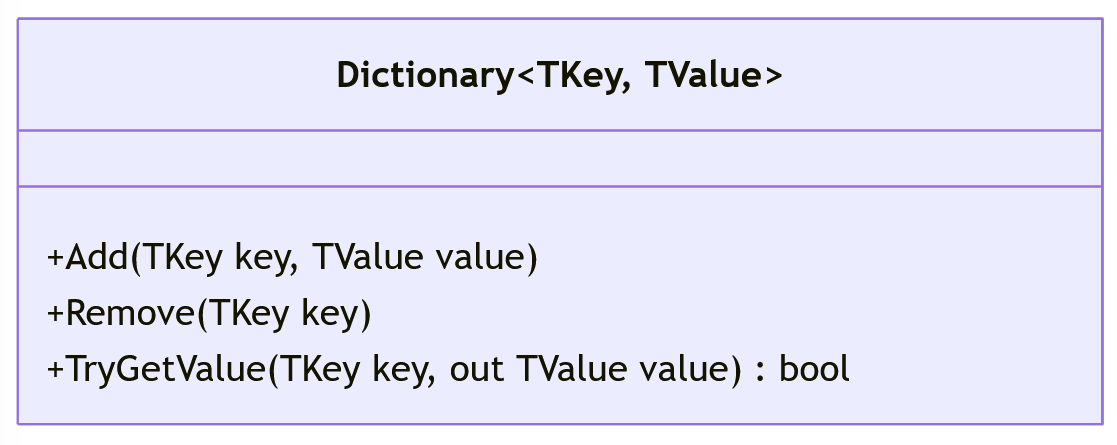 Dictionary<TKey, TValue>
+Add(TKey key, TValue value)
+Remove(TKey key)
+TryGetValue(TKey key, out TValue value) : bool